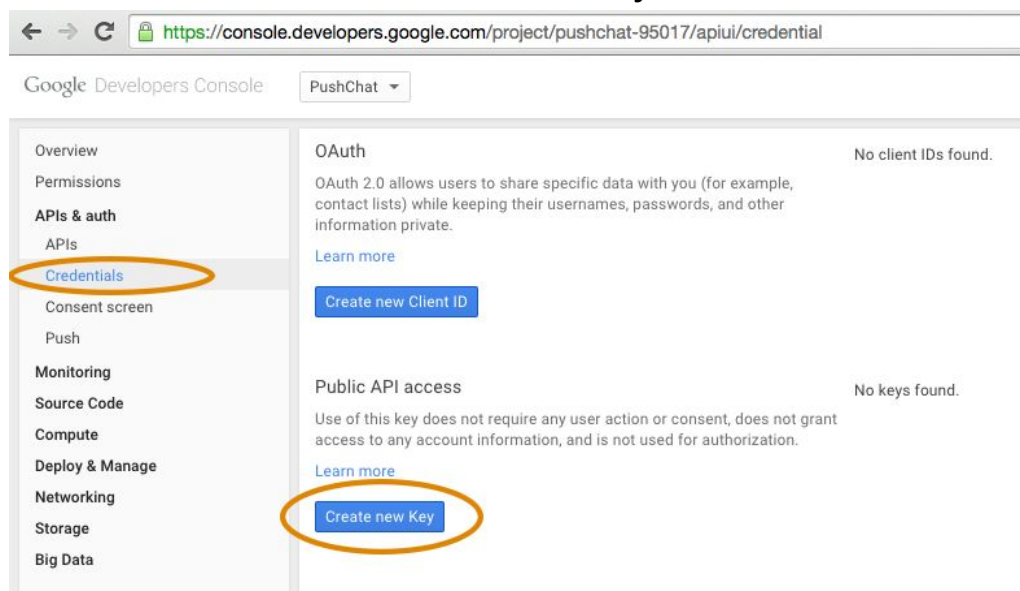 https://console.developers.google.com/project/pushchat-95017/apiui/credential
Google Developers Console
PushChat
Overview
Permissions
APIs & auth
APIs
Credentials
Consent screen
Push
Monitoring
Source Code
Compute
Deploy & Manage
Networking
Storage
Big Data
OAuth
OAuth 2.0 allows users to share specific data with you (for example,
contact lists) while keeping their usernames, passwords, and other
information private.
Learn more
Create new Client ID
No client IDs found.
Public API access
Use of this key does not require any user action or consent, does not grant
access to any account information, and is not used for authorization.
Learn more
Create new Key
No keys found.